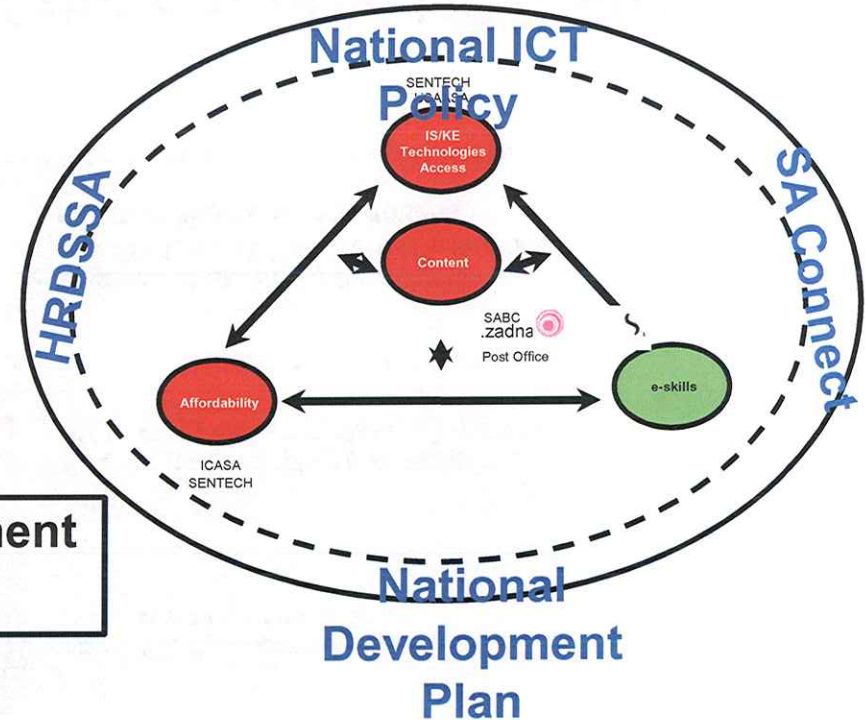 National ICT
Policy
SENTECH
IS/KE
Technologies
Access
HRDSSA
SA Connect
Content
SABC
.zadna
Post Office
Affordability
e-skills
ICASA
SENTECH
National
Development
Plan